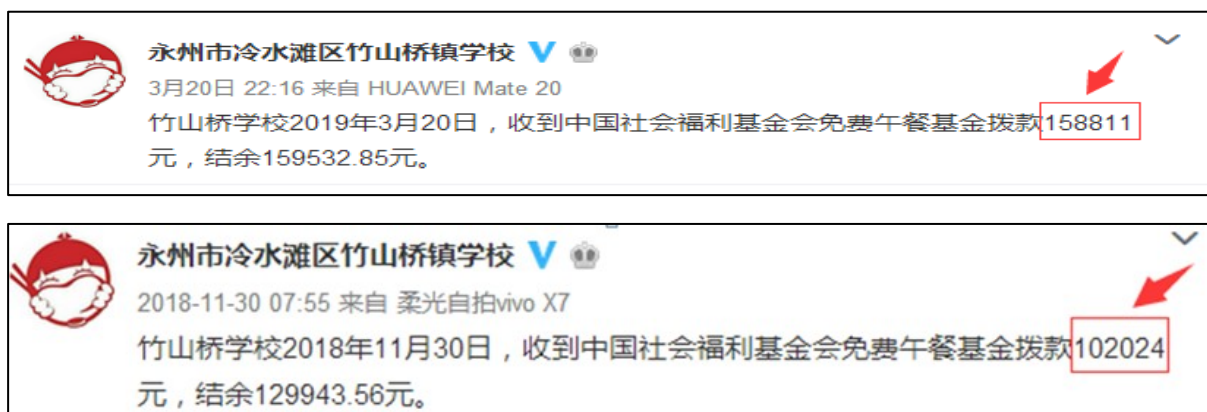 永州市冷水滩区竹山桥镇学校
3月20日 22:16 来自 HUAWEI Mate 20
竹山桥学校2019年3月20日，收到中国社会福利基金会免费午餐基金拨款158811
元，结余159532.85元。
永州市冷水滩区竹山桥镇学校
2018-11-30 07:55 来自 柔光自拍vivo X7
竹山桥学校2018年11月30日，收到中国社会福利基金会免费午餐基金拨款102024
元，结余129943.56元。